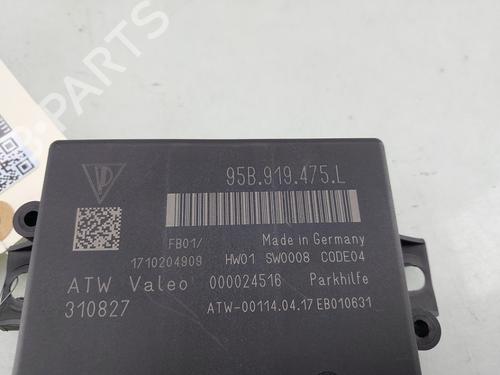 95B.919.475.L
FB01/ Made in Germany
1710204909 HW01 SW0008 CODE04
ATW Valeo 000024516 Parkhilfe
310827 ATW-00114.04.17 EB010631